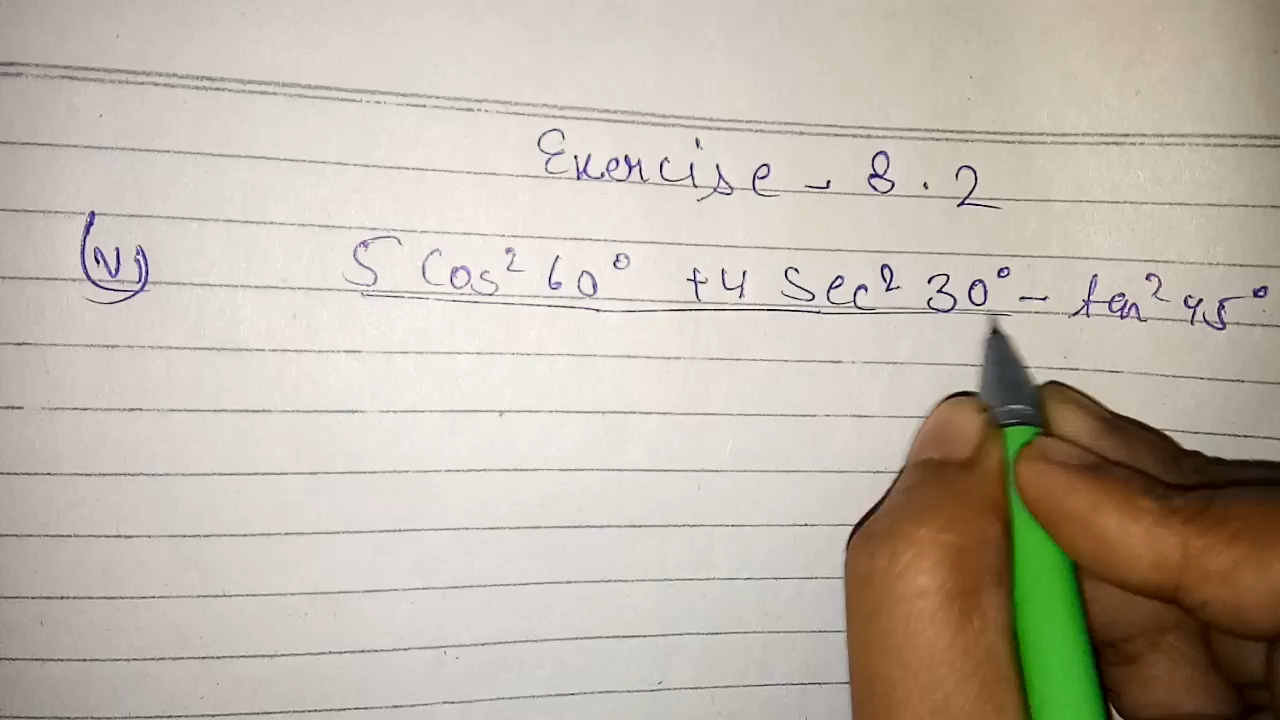 Exercise - 8.2
(v) 5 Cos² 60° + 4 Sec² 30° - tan² 45°